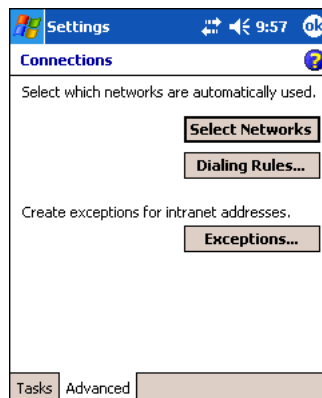 Settings 9:57 ok
Connections ?
Select which networks are automatically used.
Select Networks
Dialing Rules...
Create exceptions for intranet addresses.
Exceptions...
Tasks Advanced